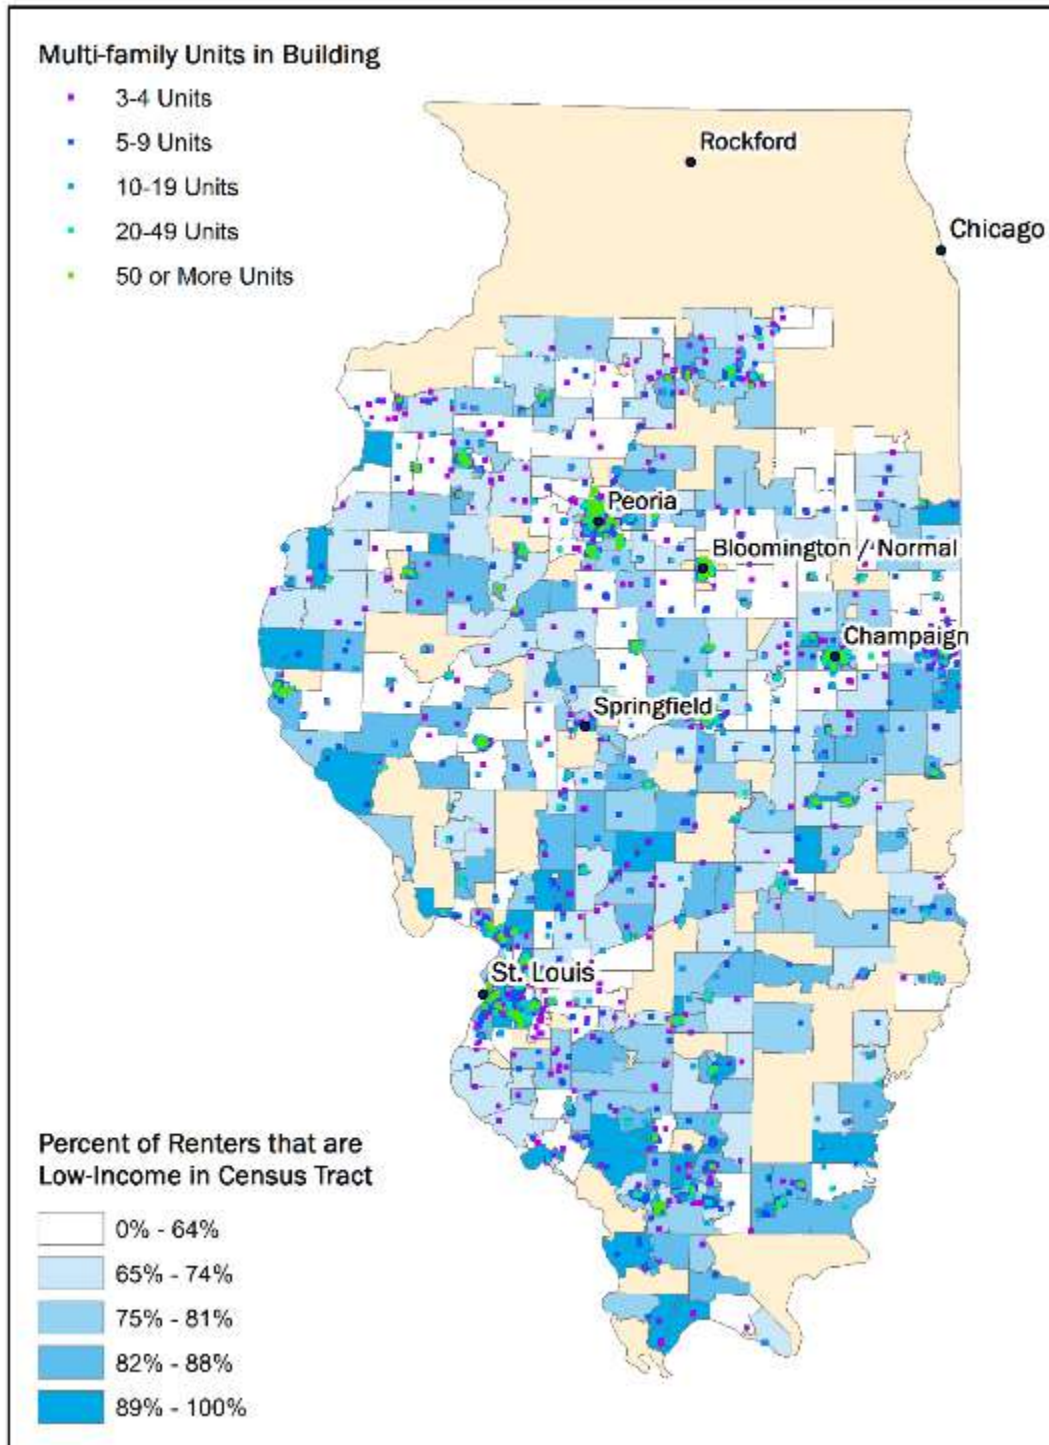 Multi-family Units in Building
3-4 Units
5-9 Units
10-19 Units
20-49 Units
50 or More Units
Rockford
Chicago
Peoria
Bloomington / Normal
Champaign
Springfield
St. Louis
Percent of Renters that are
Low-Income in Census Tract
0% - 64%
65% - 74%
75% - 81%
82% - 88%
89% - 100%